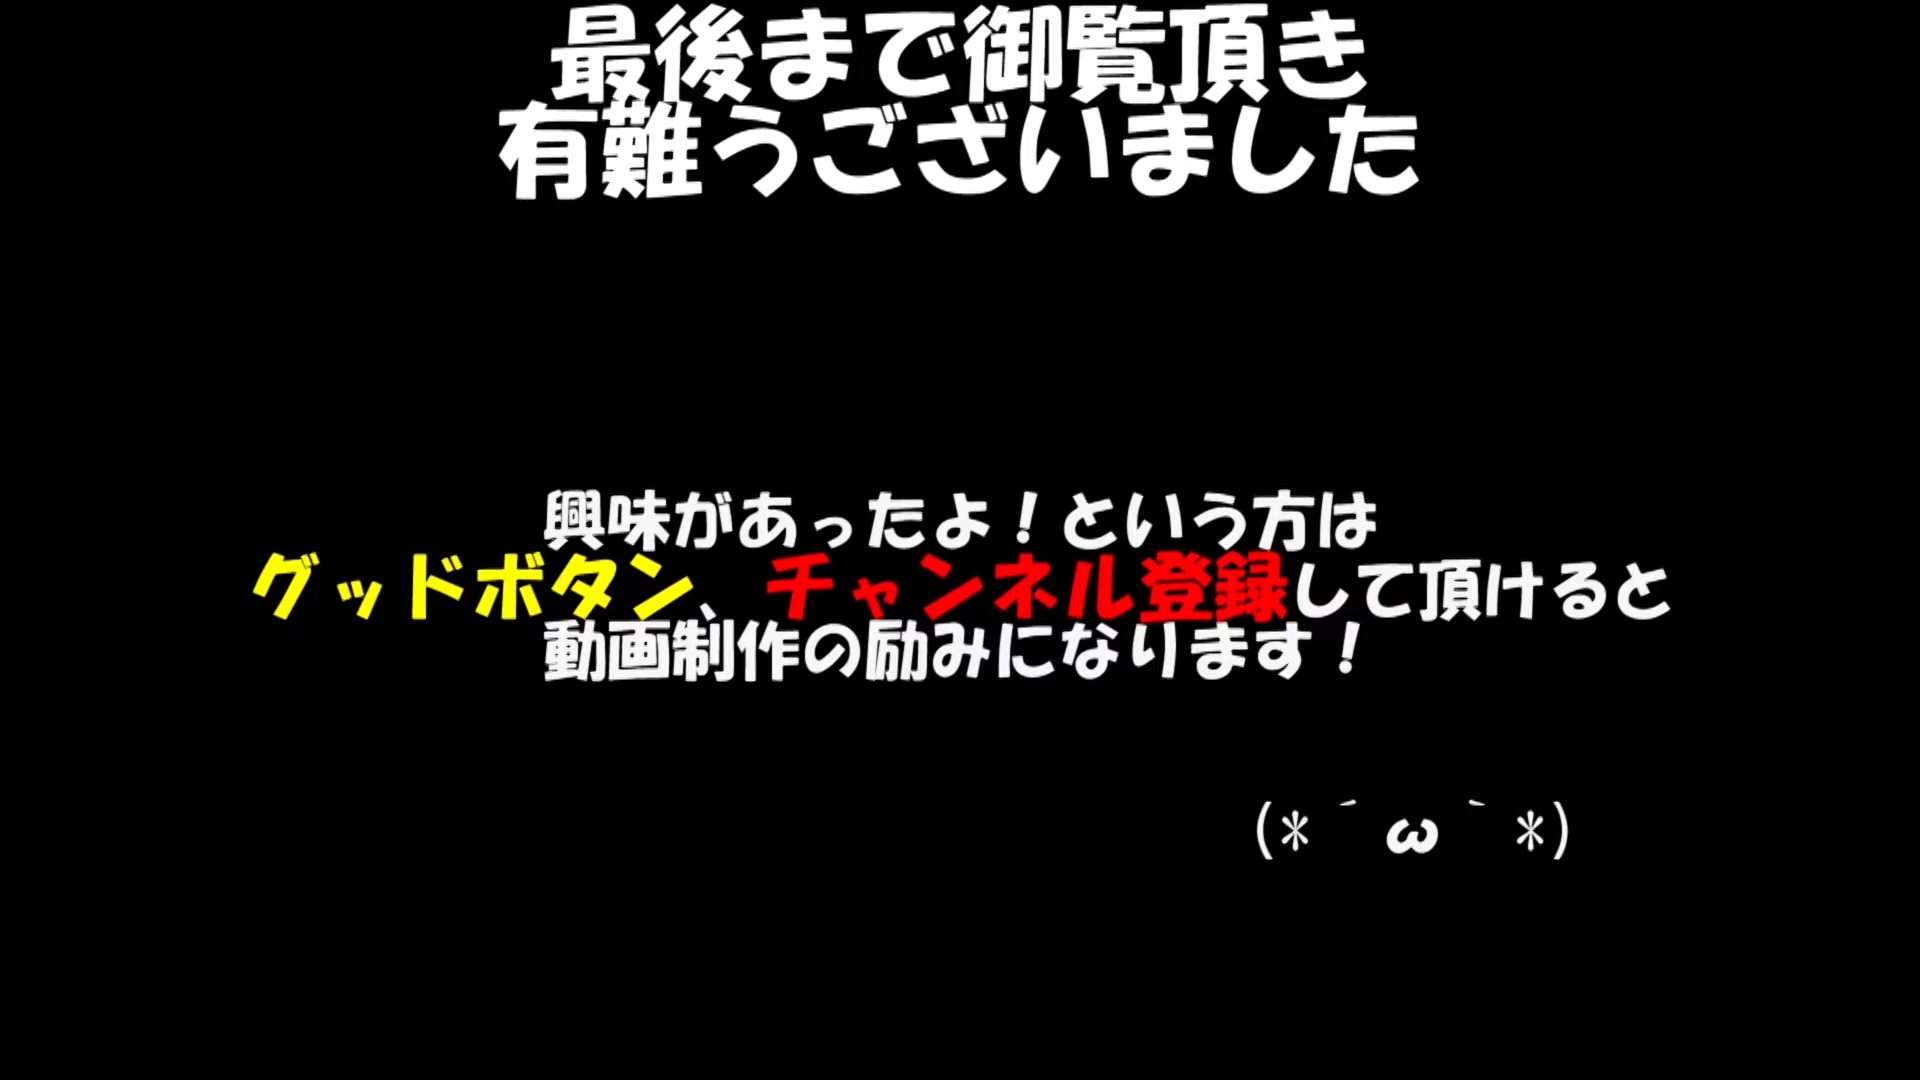 最後まで御覧頂き
有難うございました
興味があったよ！という方は
グッドボタン、チャンネル登録して頂けると
動画制作の励みになります！
(*´ω｀*)